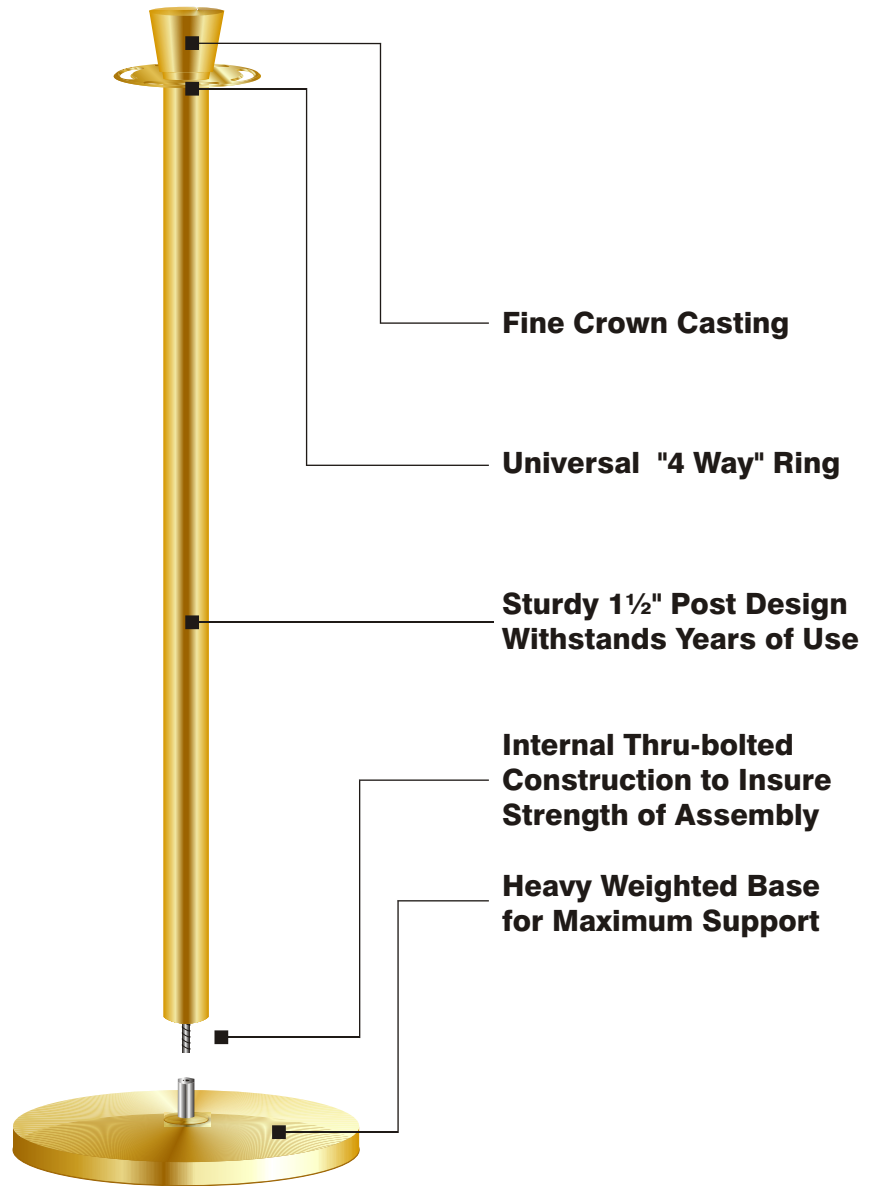 Fine Crown Casting
Universal "4 Way" Ring
Sturdy 1½" Post Design
Withstands Years of Use
Internal Thru-bolted
Construction to Insure
Strength of Assembly
Heavy Weighted Base
for Maximum Support